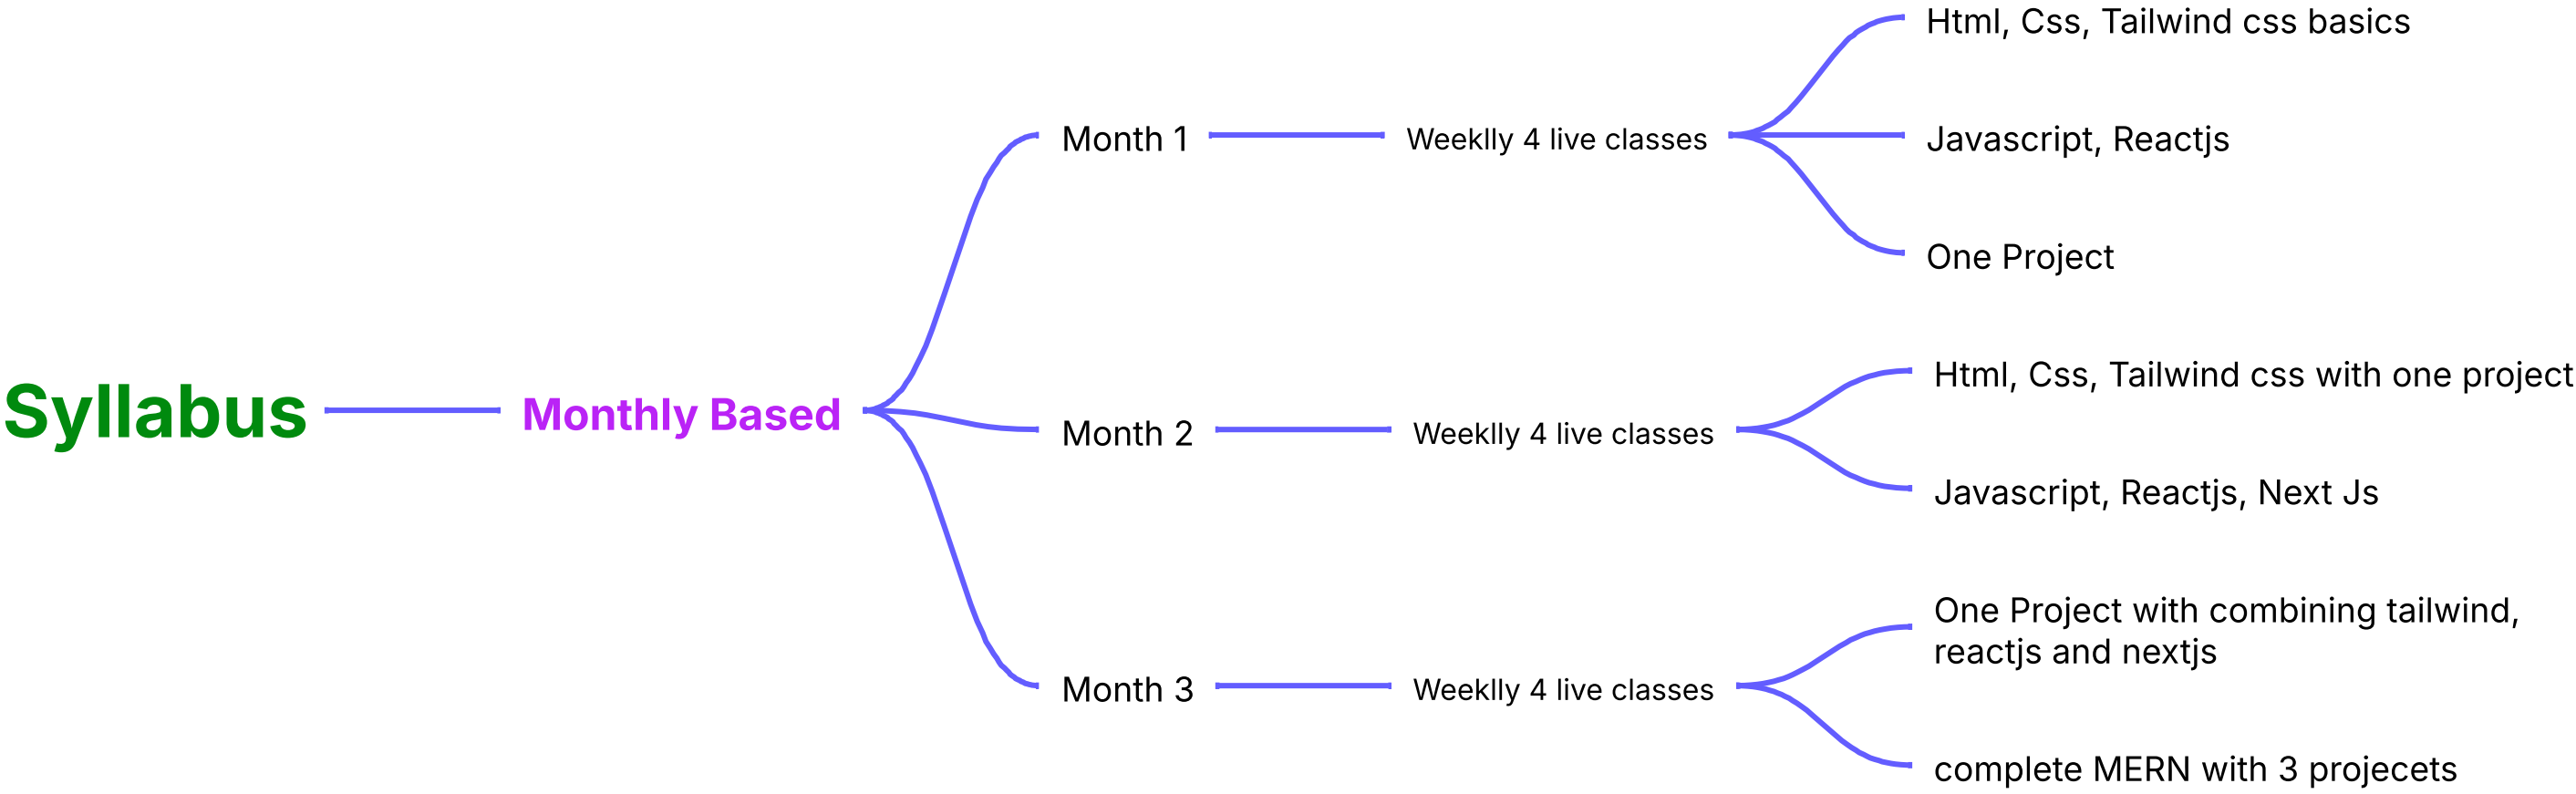 Syllabus
Monthly Based
Month 1
Weeklly 4 live classes
Html, Css, Tailwind css basics
Javascript, Reactjs
One Project
Month 2
Weeklly 4 live classes
Html, Css, Tailwind css with one project
Javascript, Reactjs, Next Js
Month 3
Weeklly 4 live classes
One Project with combining tailwind,
reactjs and nextjs
complete MERN with 3 projecets